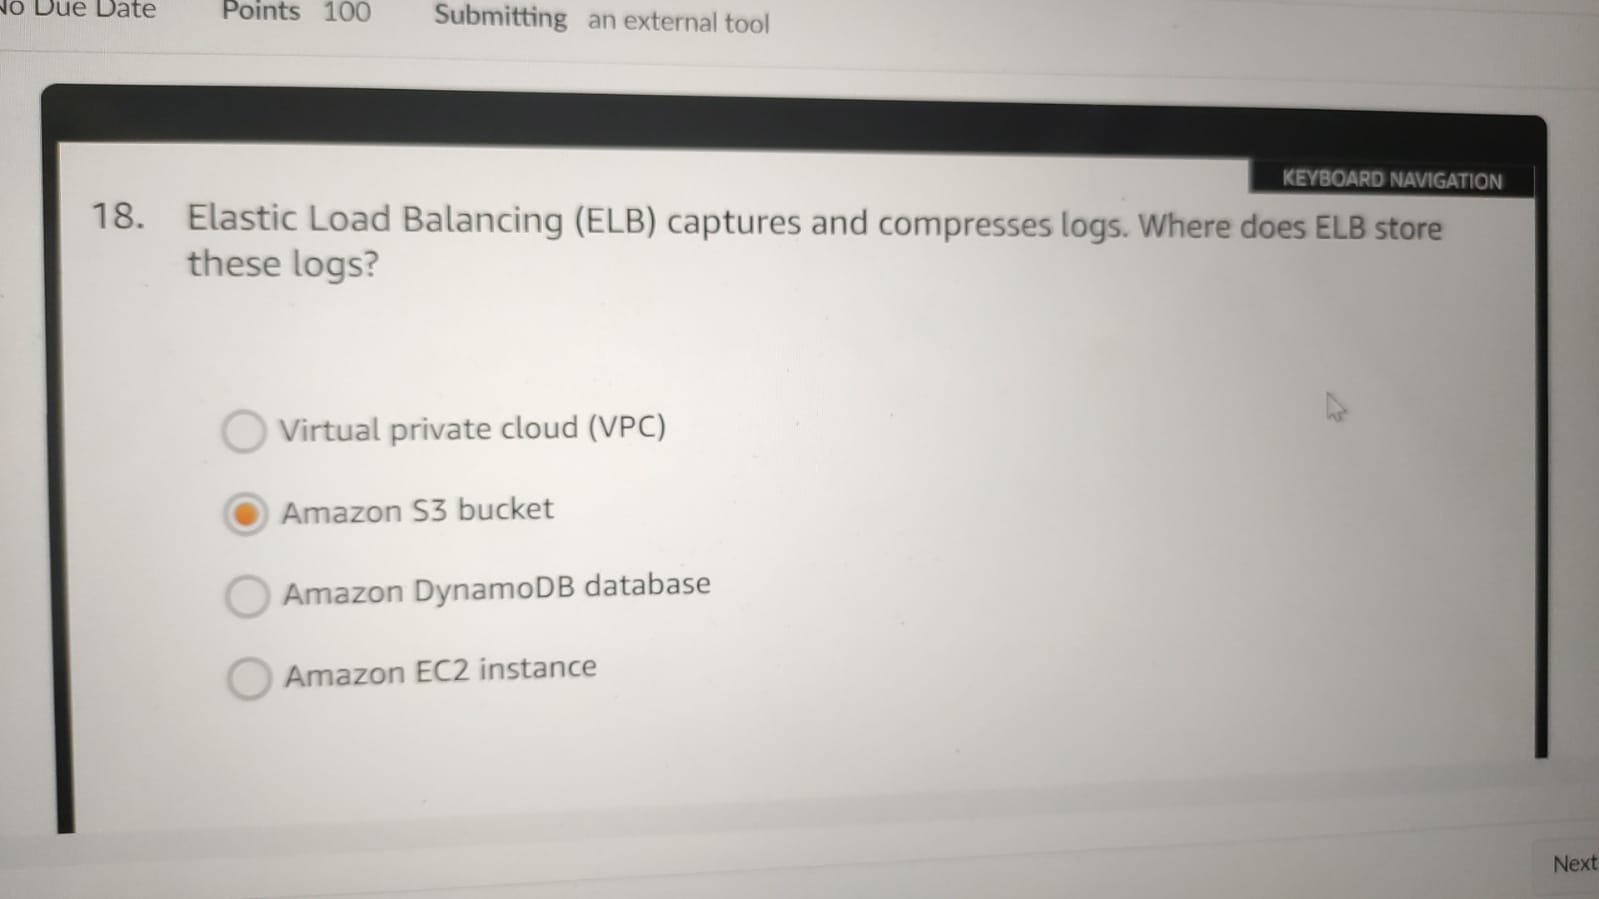 No Due Date Points 100 Submitting an external tool
KEYBOARD NAVIGATION
18. Elastic Load Balancing (ELB) captures and compresses logs. Where does ELB store
these logs?
Virtual private cloud (VPC)
Amazon S3 bucket
Amazon DynamoDB database
Amazon EC2 instance
Next